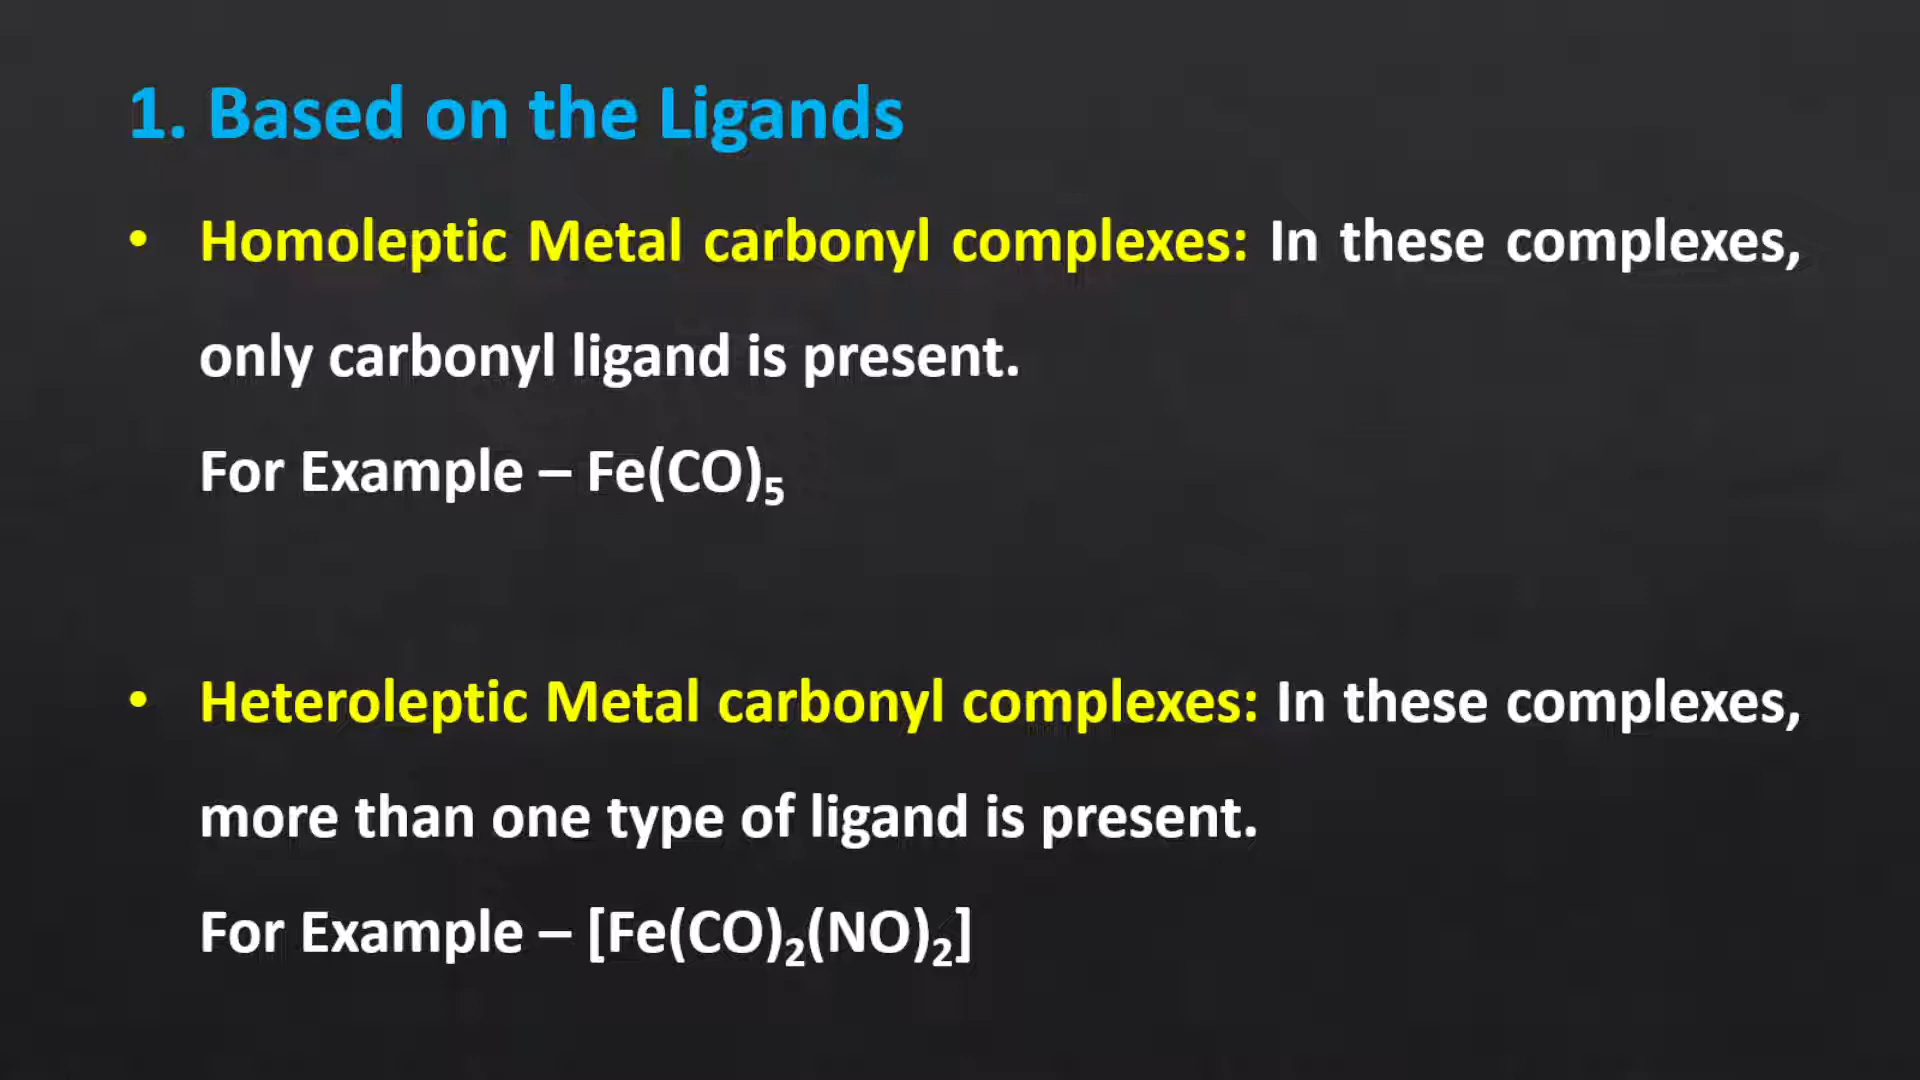 1. Based on the Ligands
• Homoleptic Metal carbonyl complexes: In these complexes,
only carbonyl ligand is present.
For Example – Fe(CO)₅
• Heteroleptic Metal carbonyl complexes: In these complexes,
more than one type of ligand is present.
For Example – [Fe(CO)₂(NO)₂]